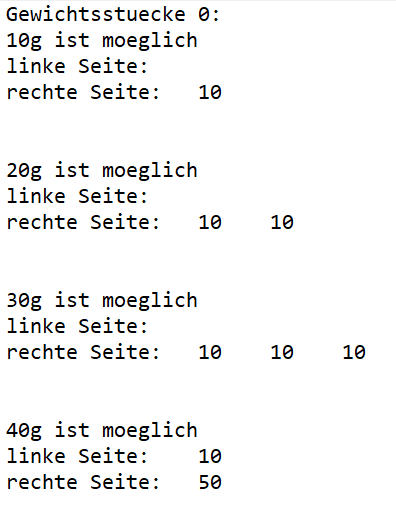 Gewichtsstuecke 0:
10g ist moeglich
linke Seite:
rechte Seite:   10
20g ist moeglich
linke Seite:
rechte Seite:   10    10
30g ist moeglich
linke Seite:
rechte Seite:   10    10    10
40g ist moeglich
linke Seite:    10
rechte Seite:   50